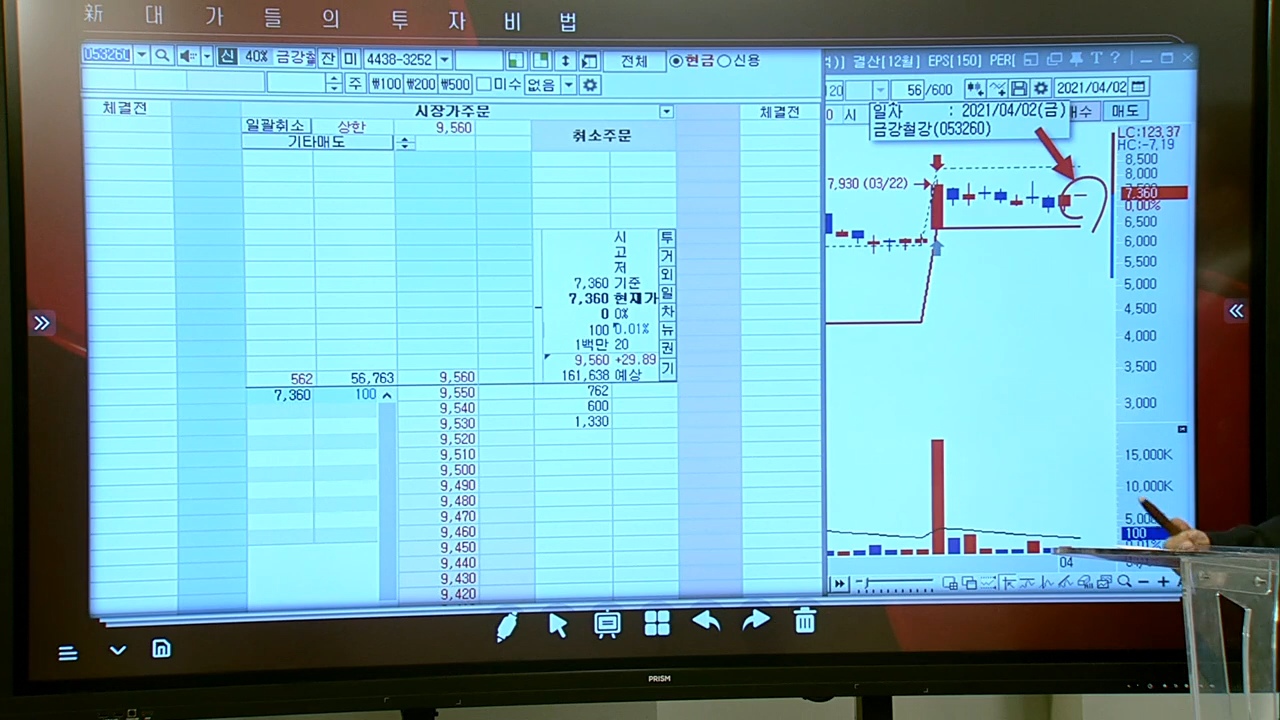 新 대 가 들 의 투 자 비 법
053260 신 40% 금강철 잔 미 4438-3252 전체 현금 신용
주 ₩100 ₩200 ₩500 미수 없음
체결전 시장가주문 체결전
일괄취소 상한 9,560 취소주문
기타매도
시 투
고 거
저 외
7,360 기준 일
7,360 현재가
0 0% 차
100 0.01% 뉴
1백만 20 권
9,560 +29.89 기
161,638 예상
562 56,763 9,560
7,360 100 9,550 762
9,540 600
9,530 1,330
9,520
9,510
9,500
9,490
9,480
9,470
9,460
9,450
9,440
9,430
9,420
결산[12월] EPS[150] PER[
120 56 /600 2021/04/02
0 시 매수 매도
일차 : 2021/04/02(금)
금강철강(053260)
LC:123,37
HC:-7,19
7,930 (03/22)
8,500
8,000
7,360
0,00%
6,500
6,000
5,500
5,000
4,500
4,000
3,500
3,000
15,000K
10,000K
5,00
100
0,01%
04
PRISM